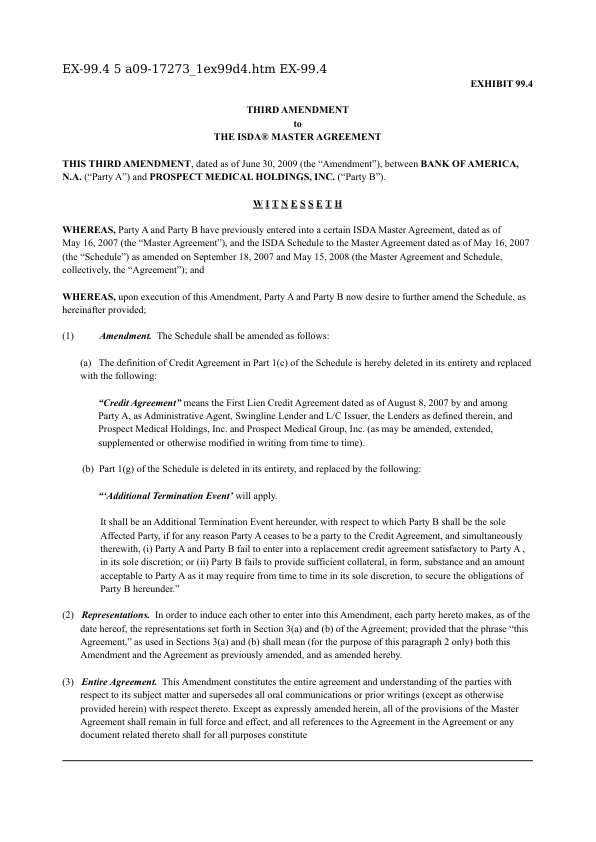 EX-99.4 5 a09-17273_1ex99d4.htm EX-99.4
EXHIBIT 99.4
THIRD AMENDMENT
to
THE ISDA® MASTER AGREEMENT
THIS THIRD AMENDMENT, dated as of June 30, 2009 (the “Amendment”), between BANK OF AMERICA,
N.A. (“Party A”) and PROSPECT MEDICAL HOLDINGS, INC. (“Party B”).
W I T N E S S E T H
WHEREAS, Party A and Party B have previously entered into a certain ISDA Master Agreement, dated as of
May 16, 2007 (the “Master Agreement”), and the ISDA Schedule to the Master Agreement dated as of May 16, 2007
(the “Schedule”) as amended on September 18, 2007 and May 15, 2008 (the Master Agreement and Schedule,
collectively, the “Agreement”); and
WHEREAS, upon execution of this Amendment, Party A and Party B now desire to further amend the Schedule, as
hereinafter provided;
(1) Amendment. The Schedule shall be amended as follows:
(a) The definition of Credit Agreement in Part 1(c) of the Schedule is hereby deleted in its entirety and replaced
with the following:
“Credit Agreement” means the First Lien Credit Agreement dated as of August 8, 2007 by and among
Party A, as Administrative Agent, Swingline Lender and L/C Issuer, the Lenders as defined therein, and
Prospect Medical Holdings, Inc. and Prospect Medical Group, Inc. (as may be amended, extended,
supplemented or otherwise modified in writing from time to time).
(b) Part 1(g) of the Schedule is deleted in its entirety, and replaced by the following:
“‘Additional Termination Event’ will apply.
It shall be an Additional Termination Event hereunder, with respect to which Party B shall be the sole
Affected Party, if for any reason Party A ceases to be a party to the Credit Agreement, and simultaneously
therewith, (i) Party A and Party B fail to enter into a replacement credit agreement satisfactory to Party A ,
in its sole discretion; or (ii) Party B fails to provide sufficient collateral, in form, substance and an amount
acceptable to Party A as it may require from time to time in its sole discretion, to secure the obligations of
Party B hereunder.”
(2) Representations. In order to induce each other to enter into this Amendment, each party hereto makes, as of the
date hereof, the representations set forth in Section 3(a) and (b) of the Agreement; provided that the phrase “this
Agreement,” as used in Sections 3(a) and (b) shall mean (for the purpose of this paragraph 2 only) both this
Amendment and the Agreement as previously amended, and as amended hereby.
(3) Entire Agreement. This Amendment constitutes the entire agreement and understanding of the parties with
respect to its subject matter and supersedes all oral communications or prior writings (except as otherwise
provided herein) with respect thereto. Except as expressly amended herein, all of the provisions of the Master
Agreement shall remain in full force and effect, and all references to the Agreement in the Agreement or any
document related thereto shall for all purposes constitute